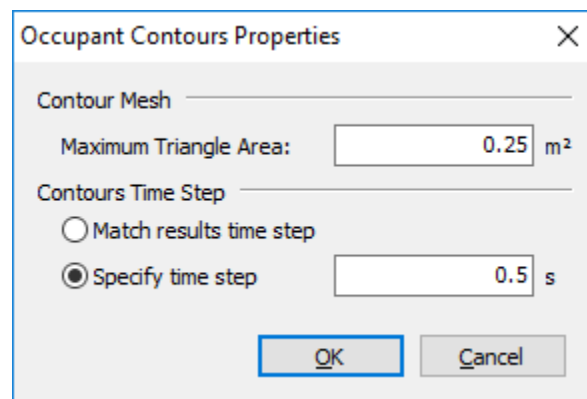 Occupant Contours Properties
Contour Mesh
Maximum Triangle Area: 0.25 m²
Contours Time Step
Match results time step
Specify time step 0.5 s
OK Cancel